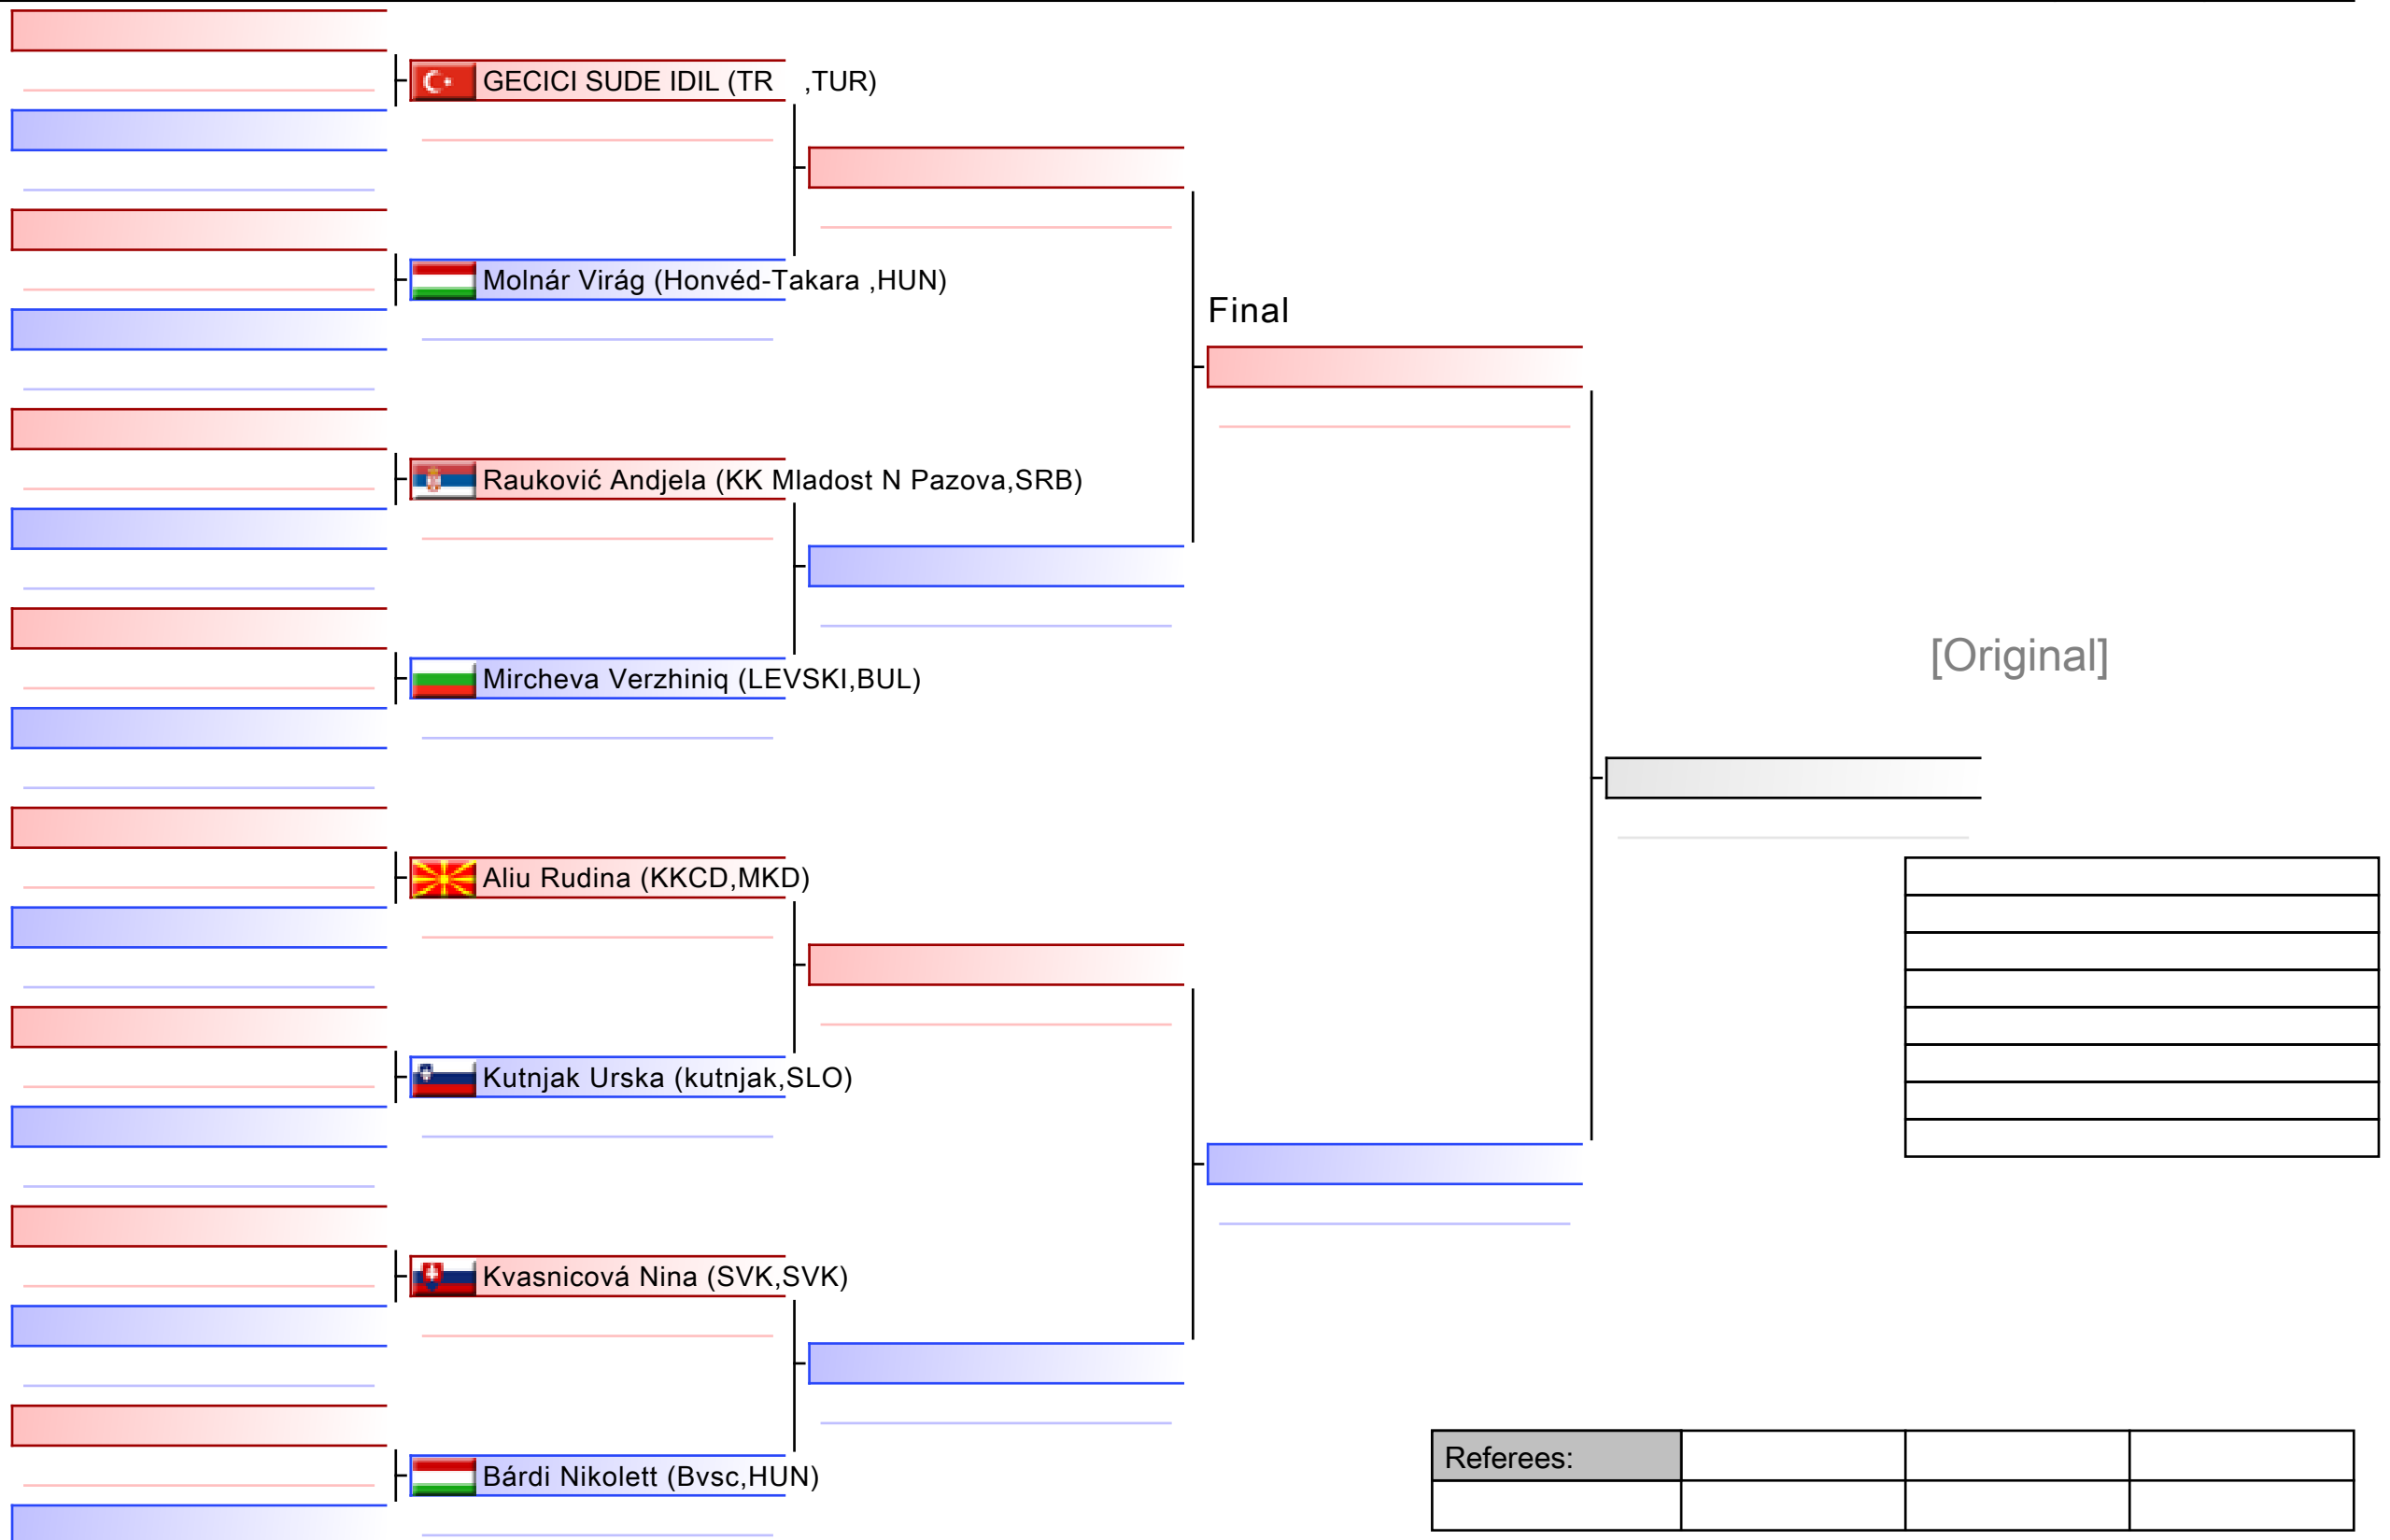 GECICI SUDE IDIL (TR ,TUR)
Molnár Virág (Honvéd-Takara ,HUN)
Final
Rauković Andjela (KK Mladost N Pazova,SRB)
[Original]
Mircheva Verzhiniq (LEVSKI,BUL)
Aliu Rudina (KKCD,MKD)
Kutnjak Urska (kutnjak,SLO)
Kvasnicová Nina (SVK,SVK)
Referees:
Bárdi Nikolett (Bvsc,HUN)